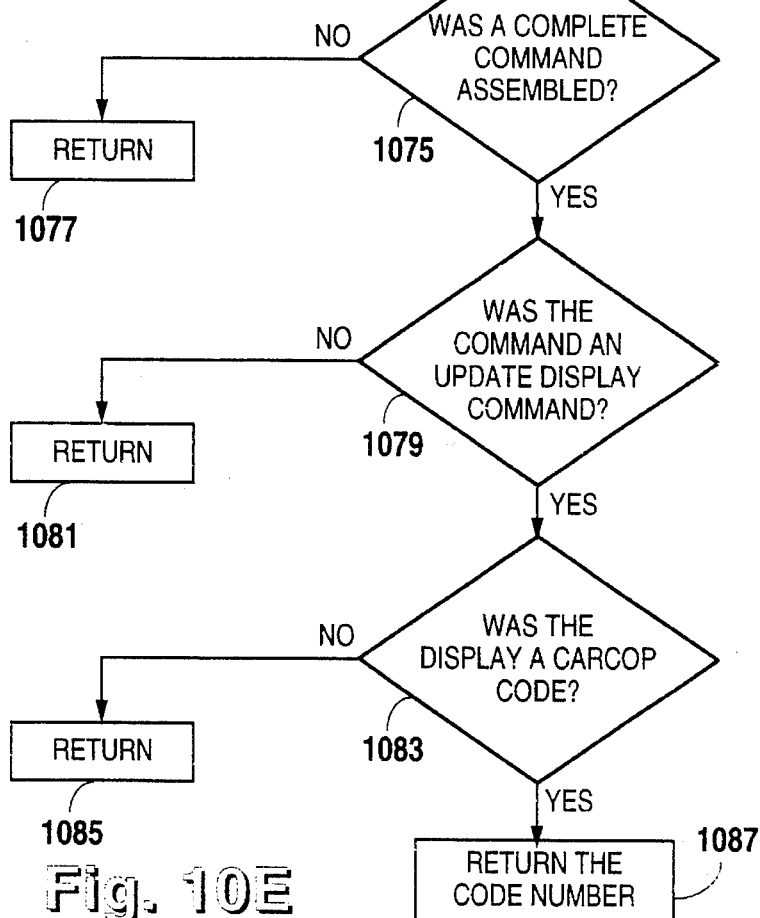 WAS A COMPLETE
COMMAND
ASSEMBLED?
NO
1075
RETURN
1077
YES
WAS THE
COMMAND AN
UPDATE DISPLAY
COMMAND?
NO
1079
RETURN
1081
YES
WAS THE
DISPLAY A CARCOP
CODE?
NO
1083
RETURN
1085
YES
RETURN THE
CODE NUMBER
1087
Fig. 10E